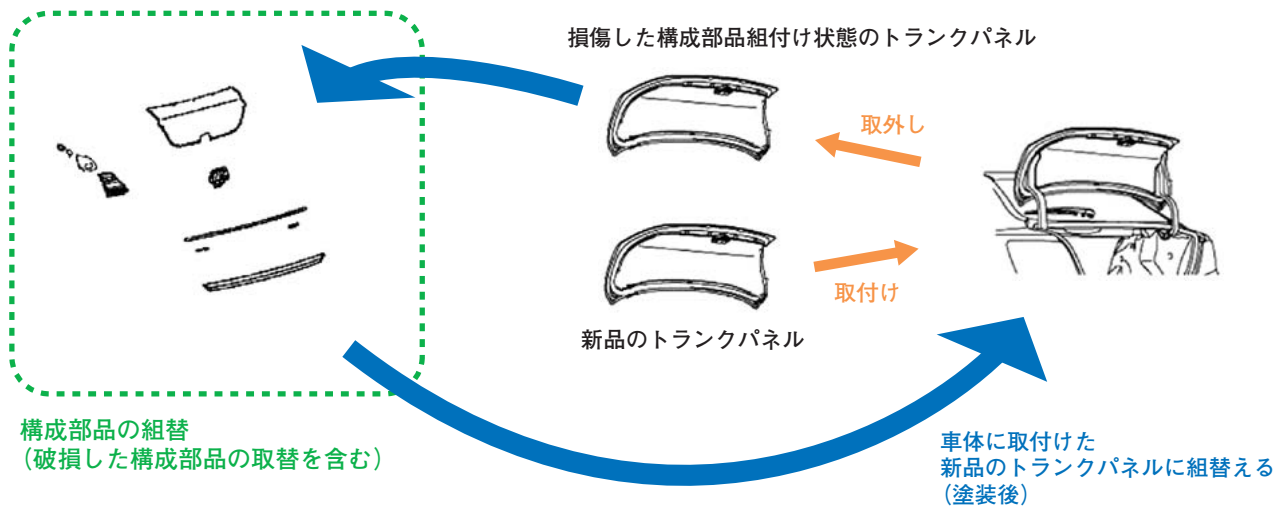 損傷した構成部品組付け状態のトランクパネル
取外し
取付け
新品のトランクパネル
構成部品の組替
(破損した構成部品の取替を含む)
車体に取付けた
新品のトランクパネルに組替える
(塗装後)